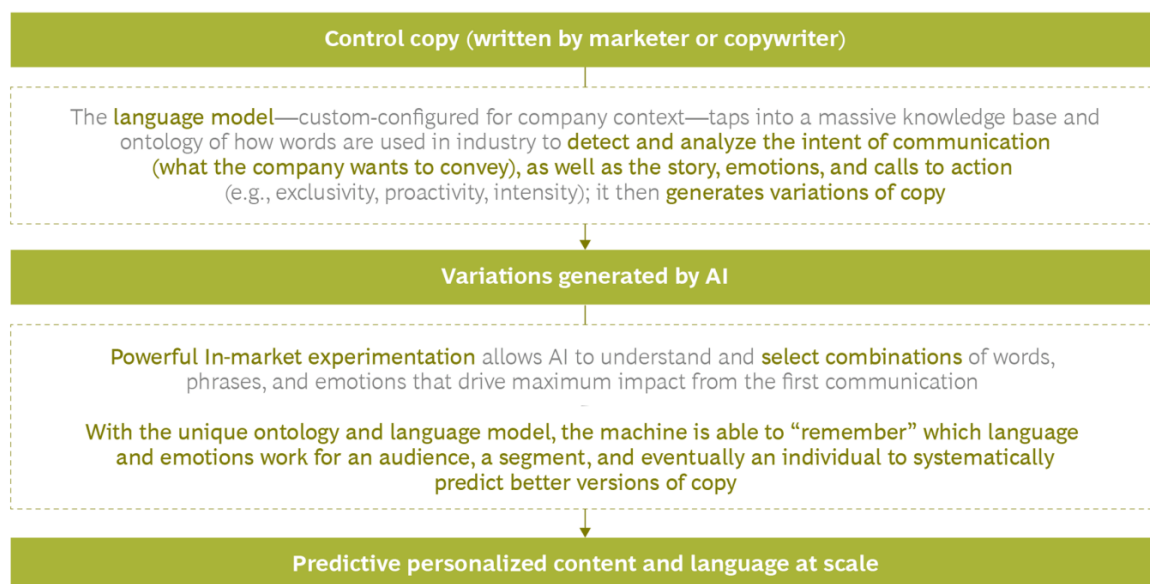 Control copy (written by marketer or copywriter)
The language model—custom-configured for company context—taps into a massive knowledge base and
ontology of how words are used in industry to detect and analyze the intent of communication
(what the company wants to convey), as well as the story, emotions, and calls to action
(e.g., exclusivity, proactivity, intensity); it then generates variations of copy
Variations generated by AI
Powerful In-market experimentation allows AI to understand and select combinations of words,
phrases, and emotions that drive maximum impact from the first communication
With the unique ontology and language model, the machine is able to “remember” which language
and emotions work for an audience, a segment, and eventually an individual to systematically
predict better versions of copy
Predictive personalized content and language at scale